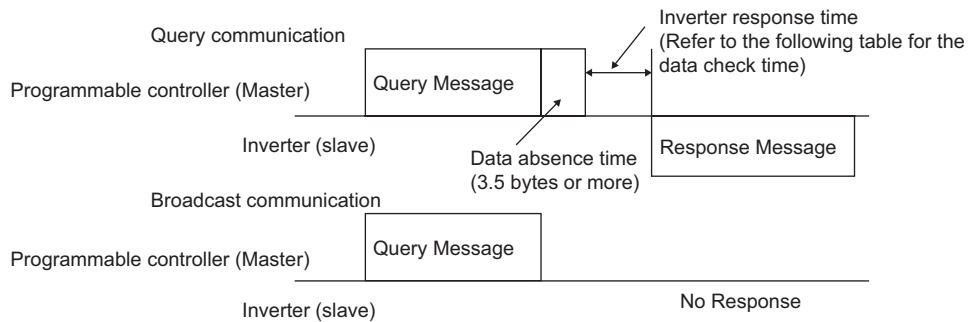 Inverter response time
(Refer to the following table for the
data check time)
Query communication
Programmable controller (Master)
Query Message
Inverter (slave)
Data absence time
(3.5 bytes or more)
Response Message
Broadcast communication
Programmable controller (Master)
Query Message
Inverter (slave)
No Response